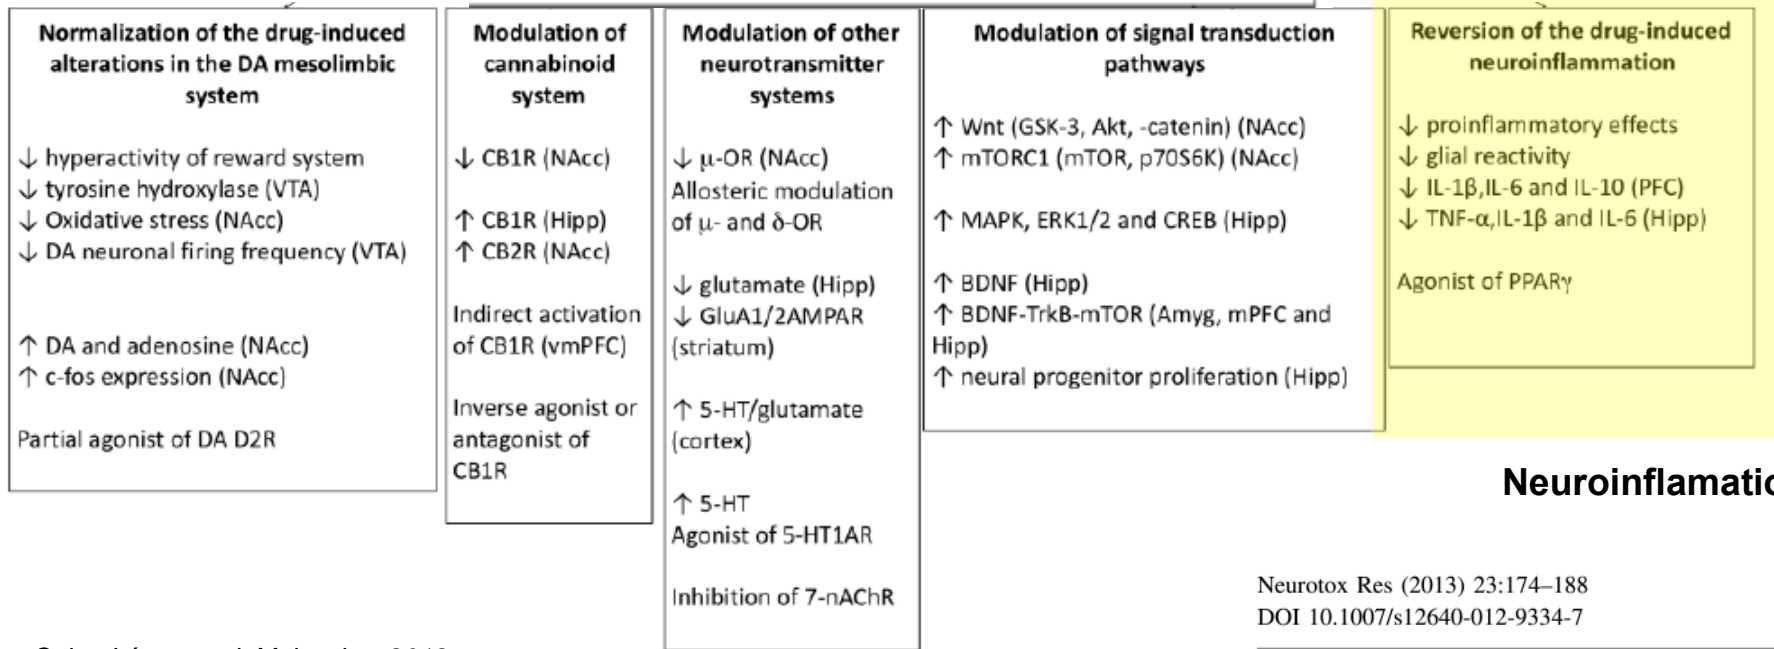 Normalization of the drug-induced
alterations in the DA mesolimbic
system
↓ hyperactivity of reward system
↓ tyrosine hydroxylase (VTA)
↓ Oxidative stress (NAcc)
↓ DA neuronal firing frequency (VTA)
↑ DA and adenosine (NAcc)
↑ c-fos expression (NAcc)
Partial agonist of DA D2R
Modulation of
cannabinoid
system
↓ CB1R (NAcc)
↑ CB1R (Hipp)
↑ CB2R (NAcc)
Indirect activation
of CB1R (vmPFC)
Inverse agonist or
antagonist of
CB1R
Modulation of other
neurotransmitter
systems
↓ μ-OR (NAcc)
Allosteric modulation
of μ- and δ-OR
↓ glutamate (Hipp)
↓ GluA1/2AMPAR
(striatum)
↑ 5-HT/glutamate
(cortex)
↑ 5-HT
Agonist of 5-HT1AR
Inhibition of 7-nAChR
Modulation of signal transduction
pathways
↑ Wnt (GSK-3, Akt, -catenin) (NAcc)
↑ mTORC1 (mTOR, p70S6K) (NAcc)
↑ MAPK, ERK1/2 and CREB (Hipp)
↑ BDNF (Hipp)
↑ BDNF-TrkB-mTOR (Amyg, mPFC and
Hipp)
↑ neural progenitor proliferation (Hipp)
Reversion of the drug-induced
neuroinflammation
↓ proinflammatory effects
↓ glial reactivity
↓ IL-1β,IL-6 and IL-10 (PFC)
↓ TNF-α,IL-1β and IL-6 (Hipp)
Agonist of PPARγ
Neuroinflamatio
Neurotox Res (2013) 23:174–188
DOI 10.1007/s12640-012-9334-7